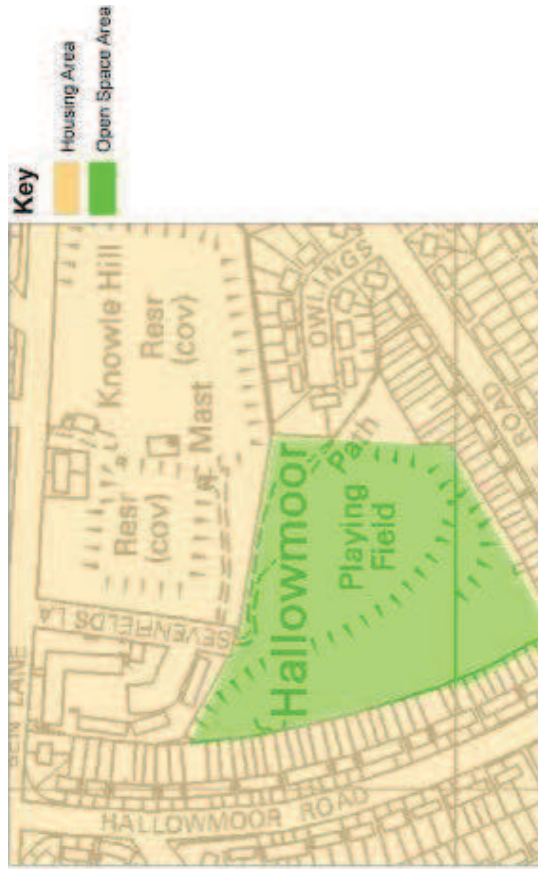 Key
Housing Area
Open Space Area
Knowle Hill
Resr
(cov)
Resr
(cov)
Mast
SEVENFIELDS LA
LANE
Hallowmoor
Playing
Field
Path
OWLINGS
ROAD
HALLOWMOOR ROAD